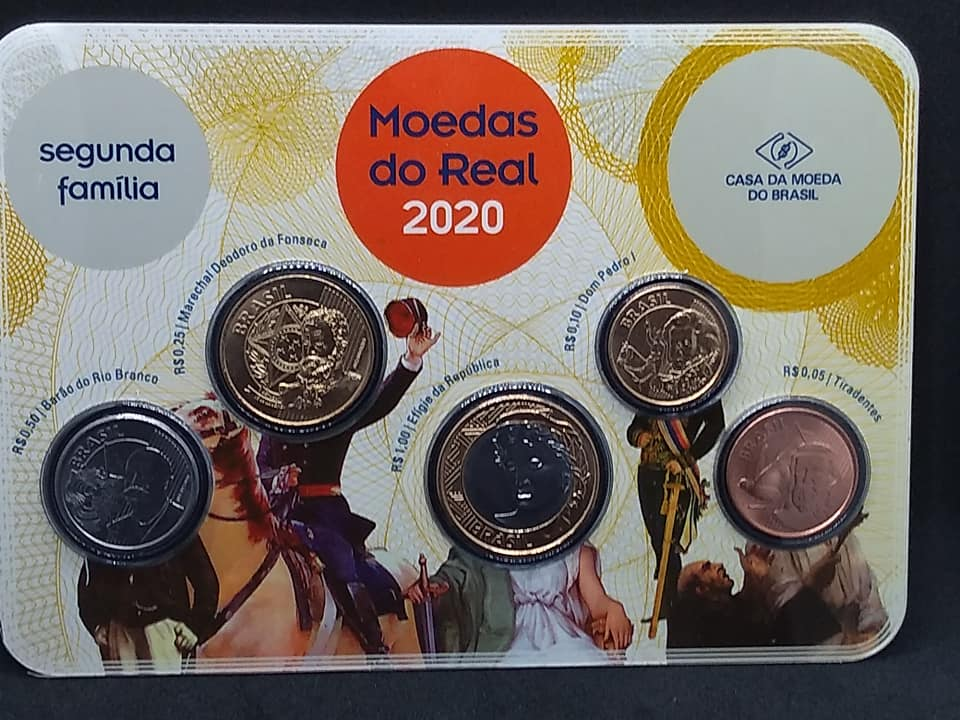 segunda
família
Moedas
do Real
2020
CASA DA MOEDA
DO BRASIL
R$0,50 | Barão do Rio Branco
R$0,25 | Marechal Deodoro da Fonseca
R$1,00 | Efígie da República
R$0,10 | Dom Pedro I
R$0,05 | Tiradentes
BRASIL
BRASIL
BRASIL
BRASIL
BRASIL